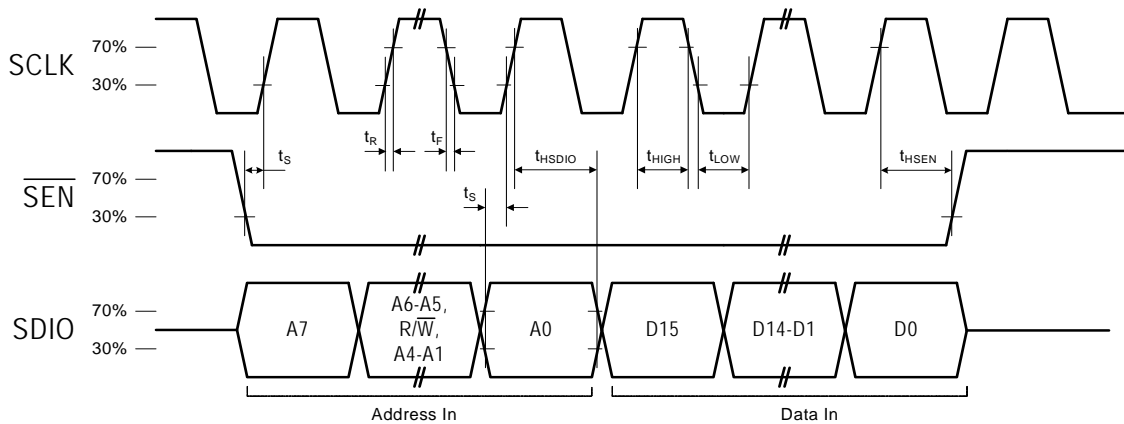 SCLK
70%
30%
tR
tF
tS
tHSDIO
tHIGH
tLOW
tHSEN
SEN
70%
30%
tS
SDIO
70%
30%
A7
A6-A5,
R/W,
A4-A1
A0
D15
D14-D1
D0
Address In
Data In